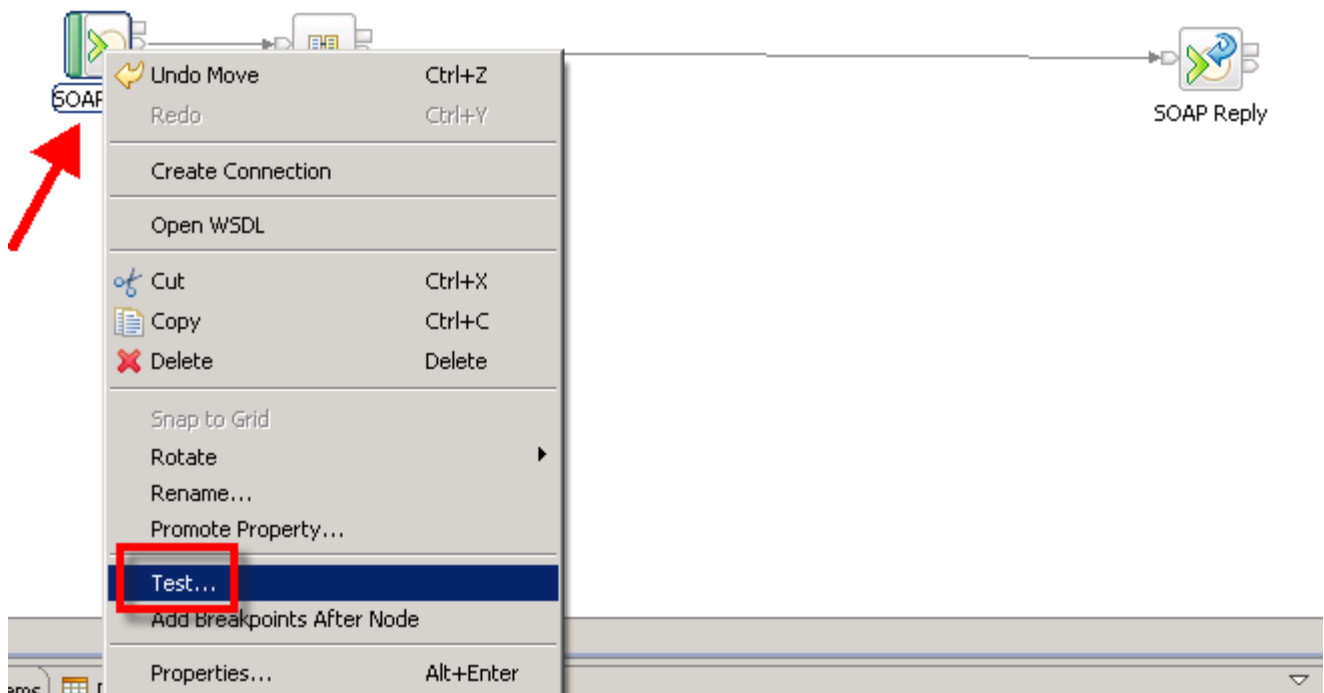 Undo Move Ctrl+Z
SOAP
Redo Ctrl+Y
SOAP Reply
Create Connection
Open WSDL
Cut Ctrl+X
Copy Ctrl+C
Delete Delete
Snap to Grid
Rotate
Rename...
Promote Property...
Test...
Add Breakpoints After Node
Properties... Alt+Enter